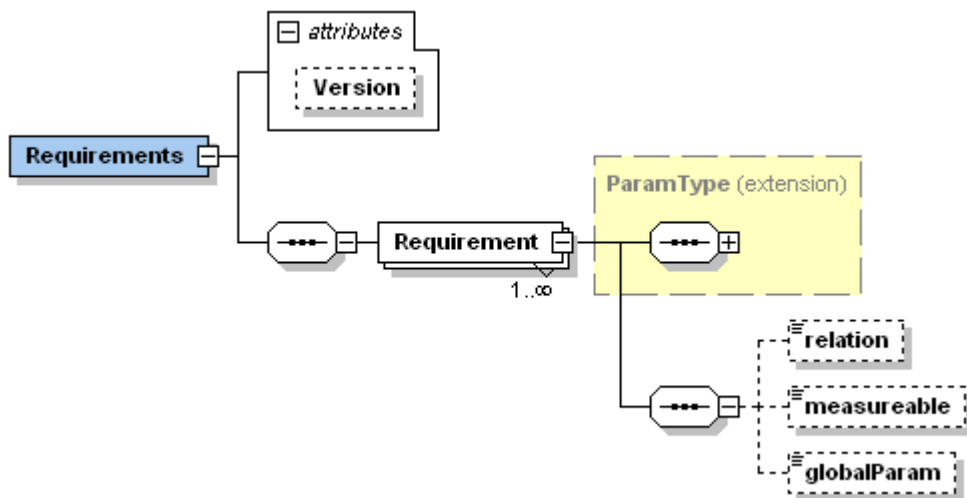 attributes
Version
Requirements
ParamType (extension)
Requirement
1..∞
relation
measureable
globalParam